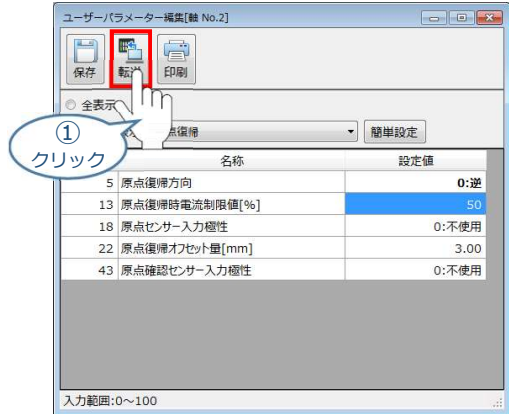 ユーザーパラメーター編集[軸 No.2]
保存
転送
印刷
全表示
①
クリック
点復帰
簡単設定
名称
設定値
5 原点復帰方向 0:逆
13 原点復帰時電流制限値[%] 50
18 原点センサー入力極性 0:不使用
22 原点復帰オフセット量[mm] 3.00
43 原点確認センサー入力極性 0:不使用
入力範囲:0～100